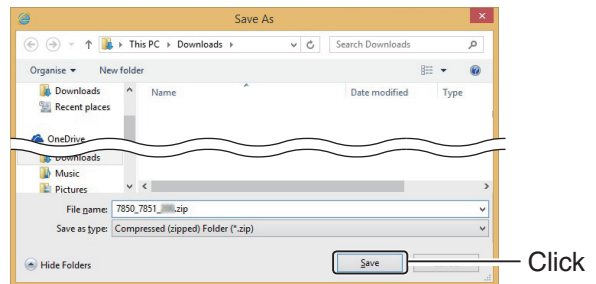 Save As
This PC ▸ Downloads ▸
Search Downloads
Organise ▾ New folder
Downloads
Recent places
OneDrive
Downloads
Music
Pictures
Name Date modified Type
File name: 7850_7851_ .zip
Save as type: Compressed (zipped) Folder (*.zip)
Hide Folders
Save
Click